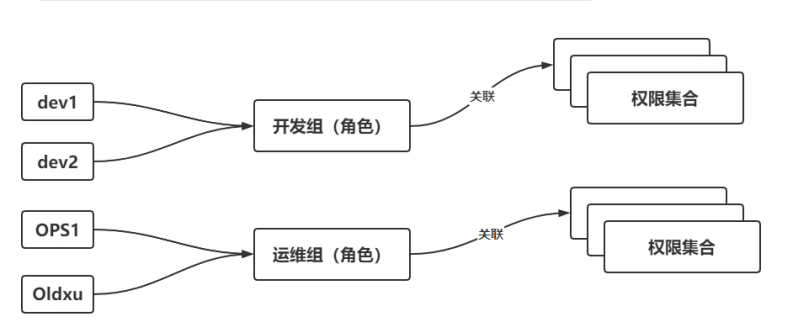 dev1
dev2
开发组（角色）
关联
权限集合
OPS1
Oldxu
运维组（角色）
关联
权限集合